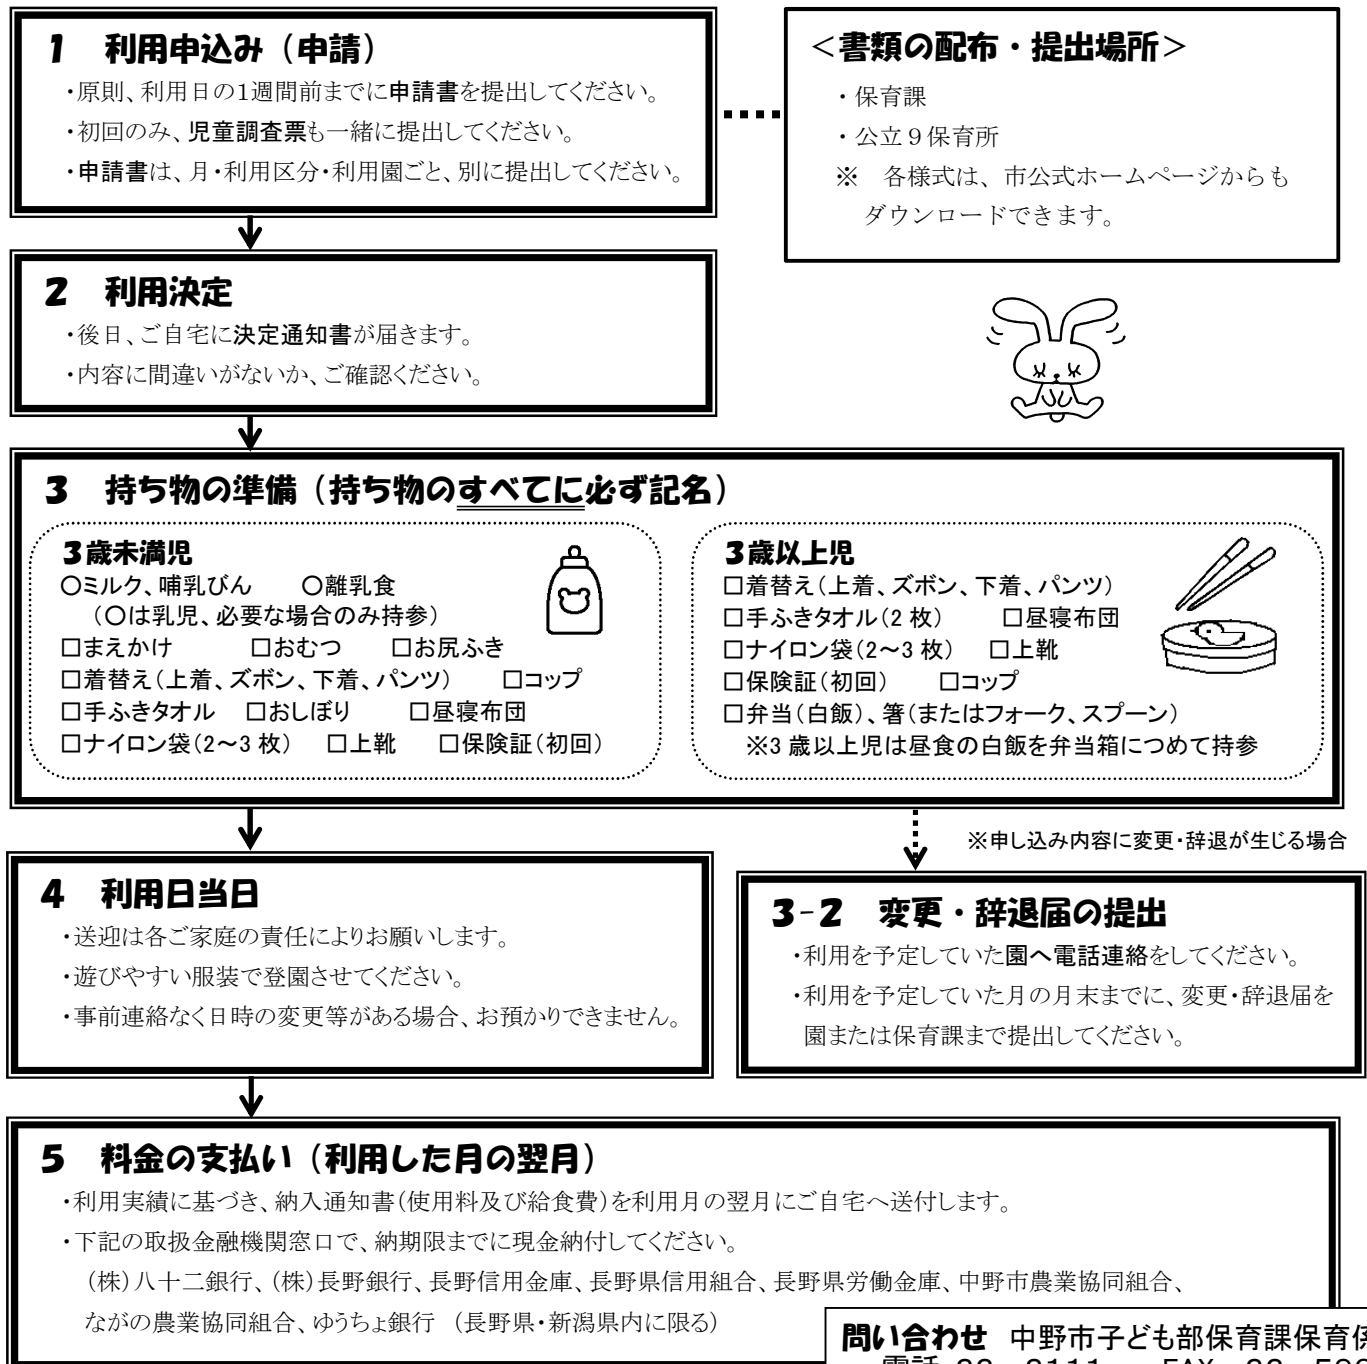 1 利用申込み（申請）
・原則、利用日の1週間前までに申請書を提出してください。
・初回のみ、児童調査票も一緒に提出してください。
・申請書は、月・利用区分・利用園ごと、別に提出してください。
＜書類の配布・提出場所＞
・保育課
・公立９保育所
※ 各様式は、市公式ホームページからも
ダウンロードできます。
2 利用決定
・後日、ご自宅に決定通知書が届きます。
・内容に間違いがないか、ご確認ください。
3 持ち物の準備（持ち物のすべてに必ず記名）
３歳未満児
○ミルク、哺乳びん ○離乳食
（○は乳児、必要な場合のみ持参）
□まえかけ □おむつ □お尻ふき
□着替え（上着、ズボン、下着、パンツ） □コップ
□手ふきタオル □おしぼり □昼寝布団
□ナイロン袋（2～3 枚） □上靴 □保険証（初回）
３歳以上児
□着替え（上着、ズボン、下着、パンツ）
□手ふきタオル（2 枚） □昼寝布団
□ナイロン袋（2～3 枚） □上靴
□保険証（初回） □コップ
□弁当（白飯）、箸（またはフォーク、スプーン）
※3 歳以上児は昼食の白飯を弁当箱につめて持参
※申し込み内容に変更・辞退が生じる場合
4 利用日当日
・送迎は各ご家庭の責任によりお願いします。
・遊びやすい服装で登園させてください。
・事前連絡なく日時の変更等がある場合、お預かりできません。
3-2 変更・辞退届の提出
・利用を予定していた園へ電話連絡をしてください。
・利用を予定していた月の月末までに、変更・辞退届を
園または保育課まで提出してください。
5 料金の支払い（利用した月の翌月）
・利用実績に基づき、納入通知書（使用料及び給食費）を利用月の翌月にご自宅へ送付します。
・下記の取扱金融機関窓口で、納期限までに現金納付してください。
（株）八十二銀行、（株）長野銀行、長野信用金庫、長野県信用組合、長野県労働金庫、中野市農業協同組合、
ながの農業協同組合、ゆうちょ銀行 （長野県・新潟県内に限る）
問い合わせ 中野市子ども部保育課保育係